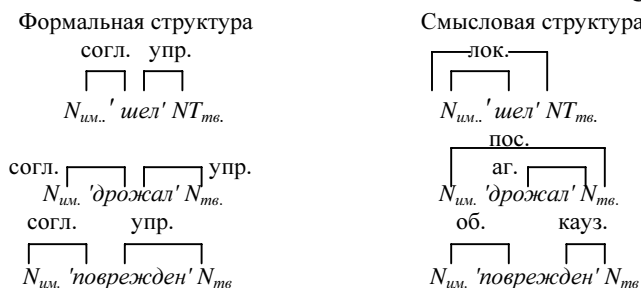 Формальная структура Смысловая структура
согл. упр. лок.
Nим..' шел' NTтв. Nим..' шел' NTтв.
пос.
согл. упр. аг.
Nим. 'дрожал' Nтв. Nим. 'дрожал' Nтв.
согл. упр. об. кауз.
Nим. 'поврежден' Nтв Nим. 'поврежден' Nтв